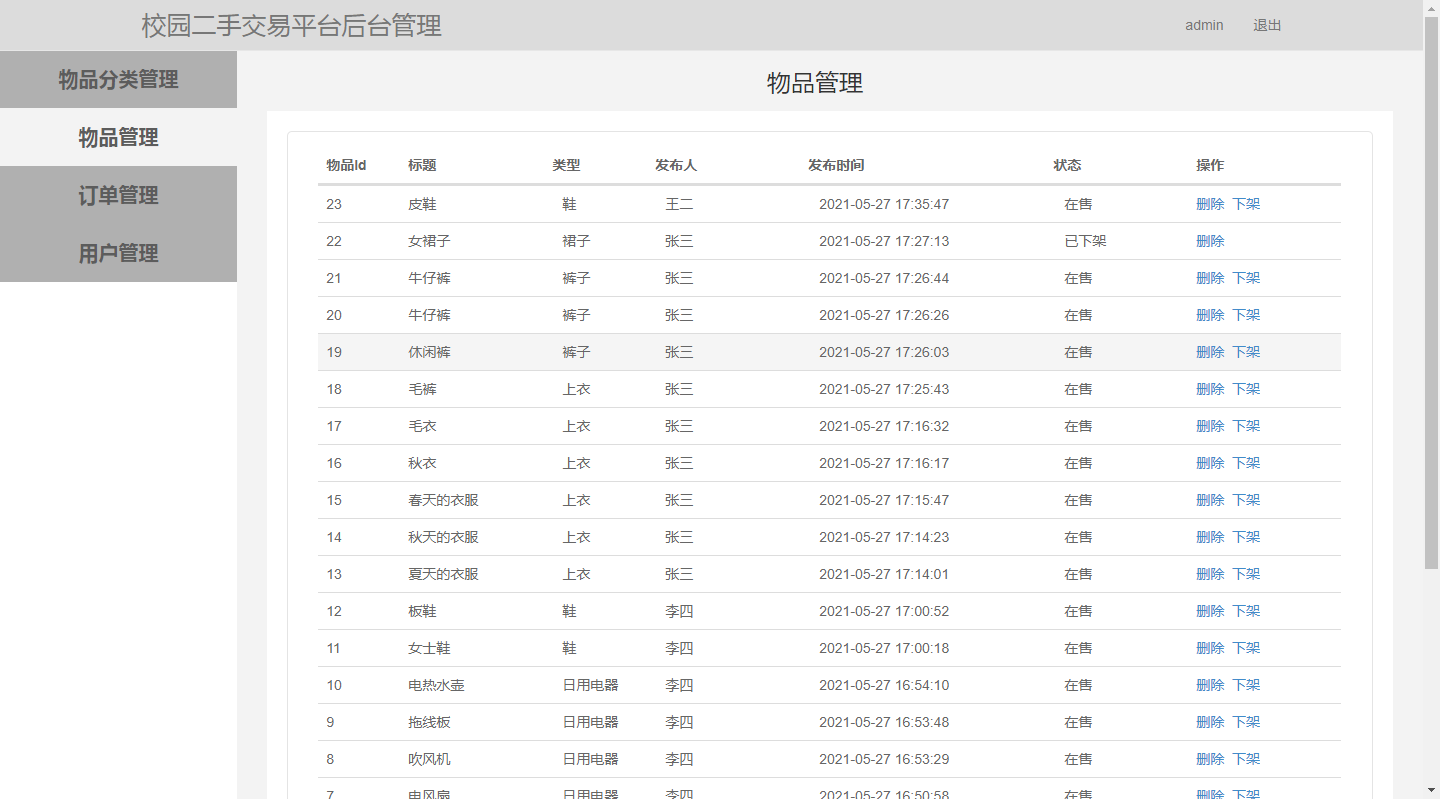 校园二手交易平台后台管理 admin 退出
物品分类管理
物品管理
订单管理
用户管理
物品管理
物品Id 标题 类型 发布人 发布时间 状态 操作
23 皮鞋 鞋 王二 2021-05-27 17:35:47 在售 删除 下架
22 女裙子 裙子 张三 2021-05-27 17:27:13 已下架 删除
21 牛仔裤 裤子 张三 2021-05-27 17:26:44 在售 删除 下架
20 牛仔裤 裤子 张三 2021-05-27 17:26:26 在售 删除 下架
19 休闲裤 裤子 张三 2021-05-27 17:26:03 在售 删除 下架
18 毛裤 上衣 张三 2021-05-27 17:25:43 在售 删除 下架
17 毛衣 上衣 张三 2021-05-27 17:16:32 在售 删除 下架
16 秋衣 上衣 张三 2021-05-27 17:16:17 在售 删除 下架
15 春天的衣服 上衣 张三 2021-05-27 17:15:47 在售 删除 下架
14 秋天的衣服 上衣 张三 2021-05-27 17:14:23 在售 删除 下架
13 夏天的衣服 上衣 张三 2021-05-27 17:14:01 在售 删除 下架
12 板鞋 鞋 李四 2021-05-27 17:00:52 在售 删除 下架
11 女士鞋 鞋 李四 2021-05-27 17:00:18 在售 删除 下架
10 电热水壶 日用电器 李四 2021-05-27 16:54:10 在售 删除 下架
9 拖线板 日用电器 李四 2021-05-27 16:53:48 在售 删除 下架
8 吹风机 日用电器 李四 2021-05-27 16:53:29 在售 删除 下架
7 电风扇 日用电器 李四 2021-05-27 16:50:58 在售 删除 下架